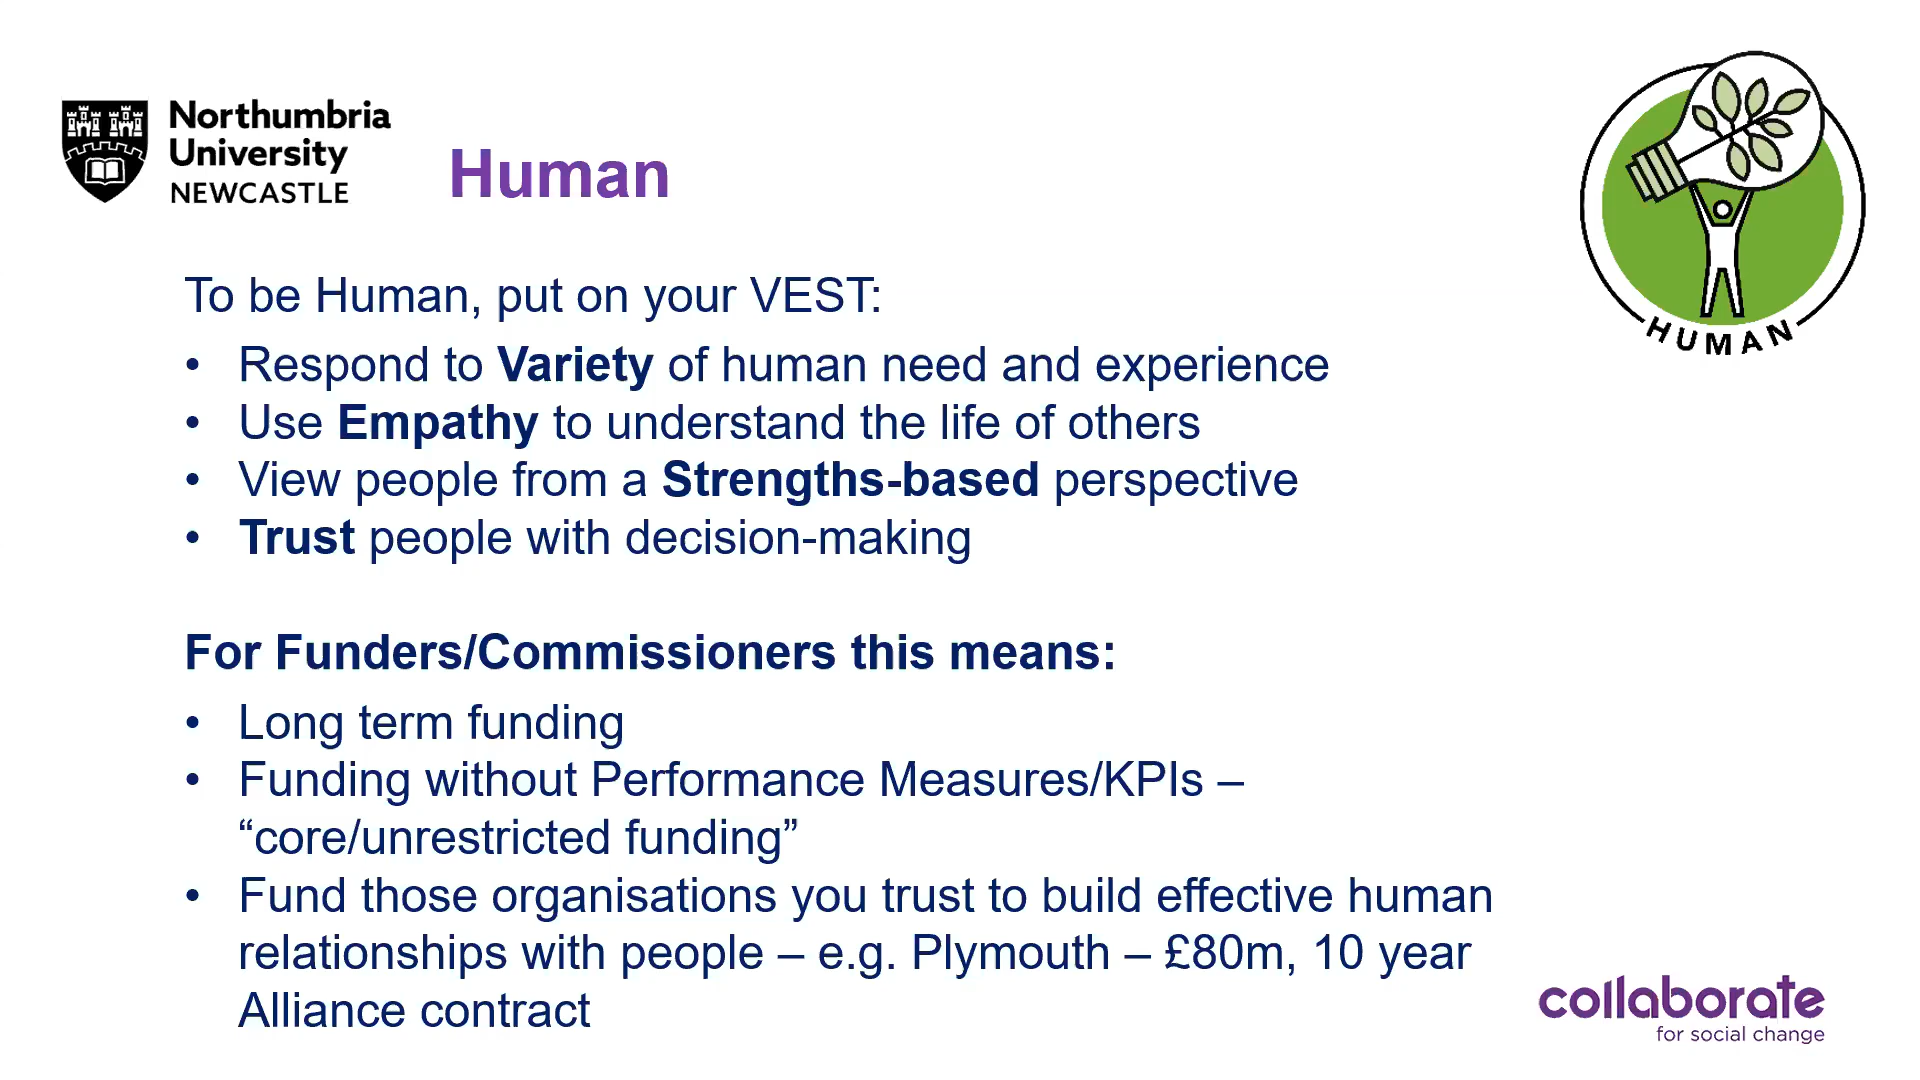 Northumbria
University
NEWCASTLE
Human
HUMAN
To be Human, put on your VEST:
• Respond to Variety of human need and experience
• Use Empathy to understand the life of others
• View people from a Strengths-based perspective
• Trust people with decision-making
For Funders/Commissioners this means:
• Long term funding
• Funding without Performance Measures/KPIs –
“core/unrestricted funding”
• Fund those organisations you trust to build effective human
relationships with people – e.g. Plymouth – £80m, 10 year
Alliance contract
collaborate
for social change